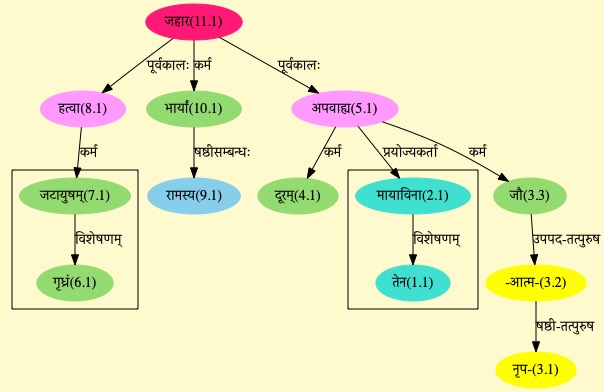 जहार(11.1)
पूर्वकालः कर्म पूर्वकालः
हत्वा(8.1) भार्यां(10.1) अपवाह्य(5.1)
कर्म षष्ठीसम्बन्धः कर्म प्रयोज्यकर्ता कर्म
जटायुषम्(7.1) रामस्य(9.1) दूरम्(4.1) मायाविना(2.1) जौ(3.3)
विशेषणम् विशेषणम् उपपद-तत्पुरुष
गृध्रं(6.1) तेन(1.1) -आत्म-(3.2)
षष्ठी-तत्पुरुष
नृप-(3.1)